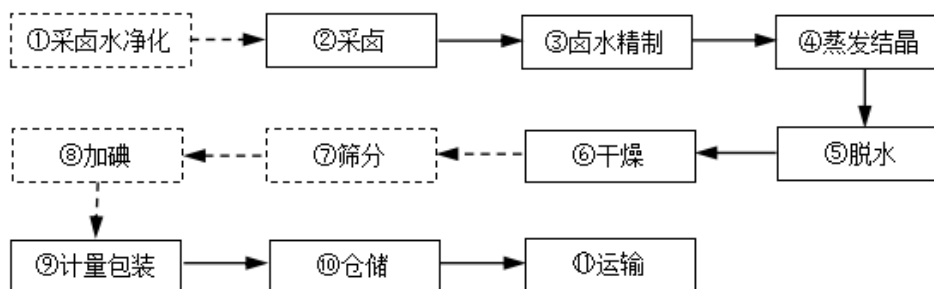 ①采卤水净化
②采卤
③卤水精制
④蒸发结晶
⑤脱水
⑥干燥
⑦筛分
⑧加碘
⑨计量包装
⑩仓储
⑪运输